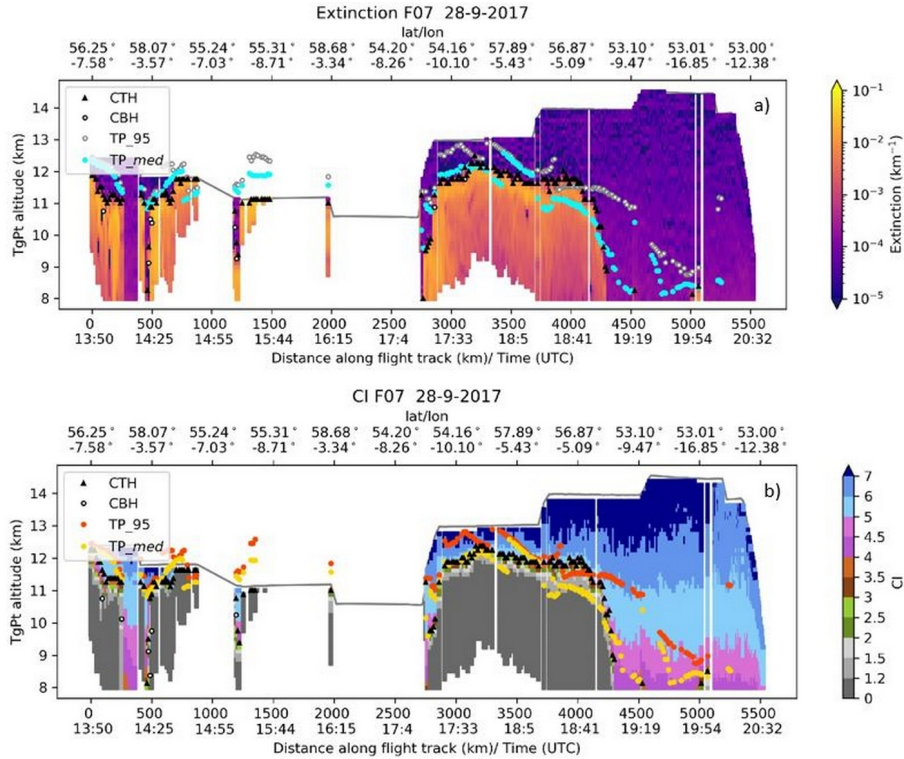 Extinction F07 28-9-2017
lat/lon
56.25° 58.07° 55.24° 55.31° 58.68° 54.20° 54.16° 57.89° 56.87° 53.10° 53.01° 53.00°
-7.58° -3.57° -7.03° -8.71° -3.34° -8.26° -10.10° -5.43° -5.09° -9.47° -16.85° -12.38°
a)
CTH
CBH
TP_95
TP_med
TgPt altitude (km)
14
13
12
11
10
9
8
0 500 1000 1500 2000 2500 3000 3500 4000 4500 5000 5500
13:50 14:25 14:55 15:44 16:15 17:4 17:33 18:5 18:41 19:19 19:54 20:32
Distance along flight track (km)/ Time (UTC)
10⁻¹
10⁻²
10⁻³
10⁻⁴
10⁻⁵
Extinction (km⁻¹)
CI F07 28-9-2017
lat/lon
56.25° 58.07° 55.24° 55.31° 58.68° 54.20° 54.16° 57.89° 56.87° 53.10° 53.01° 53.00°
-7.58° -3.57° -7.03° -8.71° -3.34° -8.26° -10.10° -5.43° -5.09° -9.47° -16.85° -12.38°
b)
CTH
CBH
TP_95
TP_med
TgPt altitude (km)
14
13
12
11
10
9
8
0 500 1000 1500 2000 2500 3000 3500 4000 4500 5000 5500
13:50 14:25 14:55 15:44 16:15 17:4 17:33 18:5 18:41 19:19 19:54 20:32
Distance along flight track (km)/ Time (UTC)
7
6
5
4.5
4
3.5
3
2.5
2
1.5
1.2
0
CI